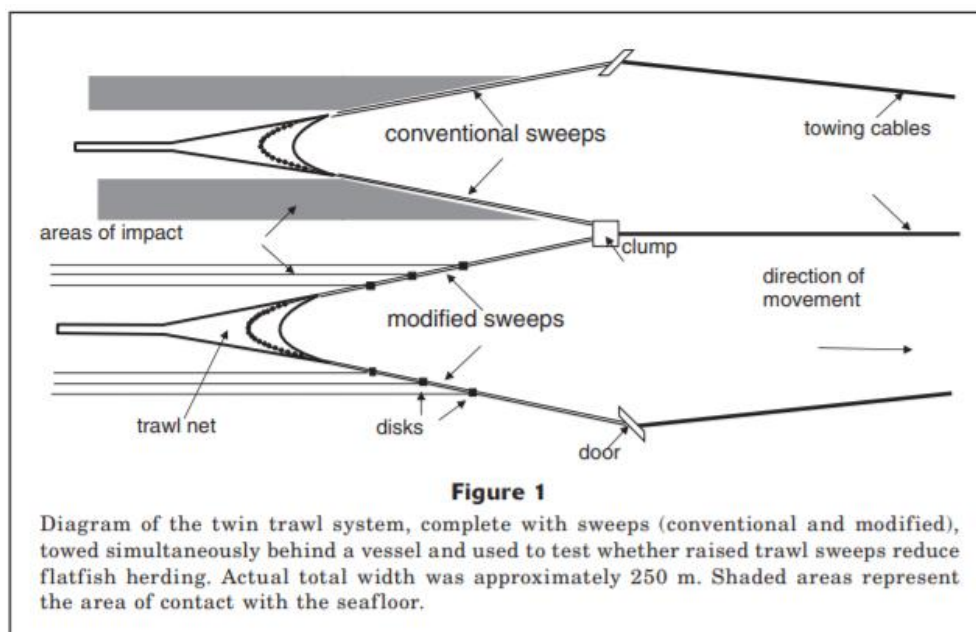 conventional sweeps
towing cables
areas of impact
clump
direction of
movement
modified sweeps
trawl net
disks
door
Figure 1
Diagram of the twin trawl system, complete with sweeps (conventional and modified),
towed simultaneously behind a vessel and used to test whether raised trawl sweeps reduce
flatfish herding. Actual total width was approximately 250 m. Shaded areas represent
the area of contact with the seafloor.